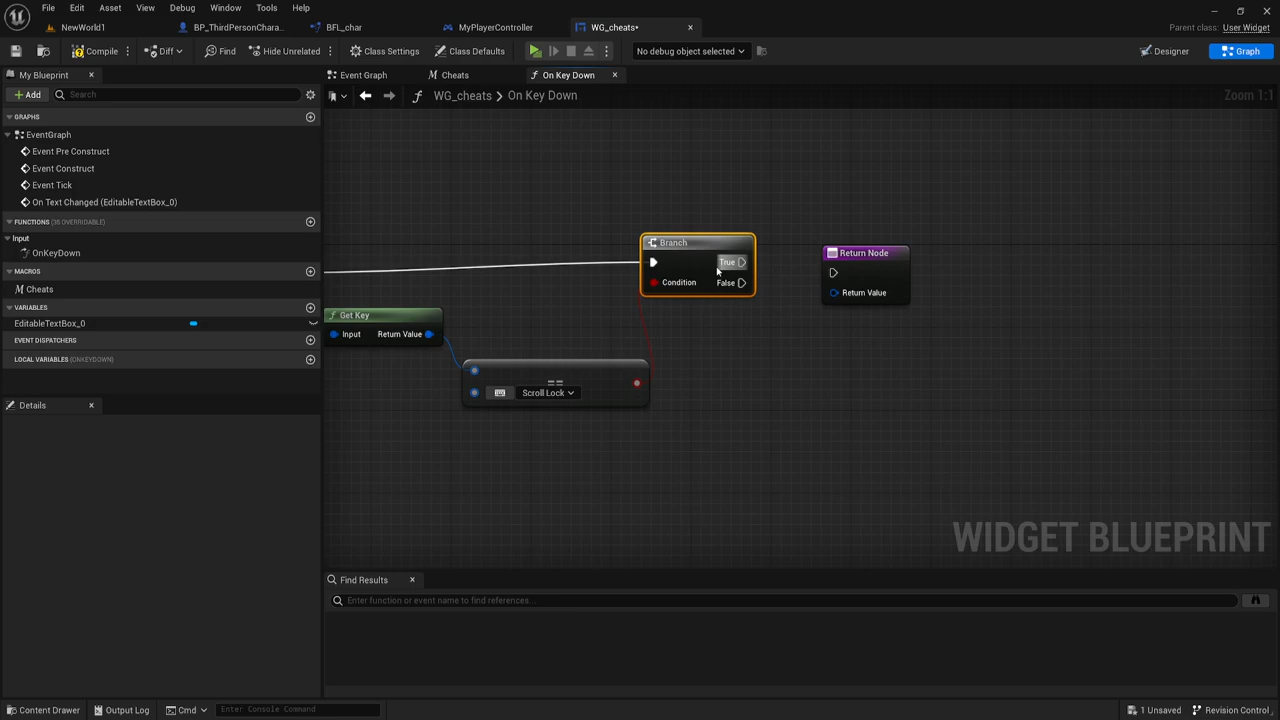 File Edit Asset View Debug Window Tools Help
NewWorld1 BP_ThirdPersonChara... BFL_char MyPlayerController WG_cheats* Parent class: User Widget
Compile Diff Find Hide Unrelated Class Settings Class Defaults No debug object selected Designer Graph
My Blueprint Event Graph Cheats On Key Down
Add Search WG_cheats > On Key Down Zoom 1:1
GRAPHS
EventGraph
Event Pre Construct
Event Construct
Event Tick
On Text Changed (EditableTextBox_0)
FUNCTIONS (35 OVERRIDABLE)
Input
OnKeyDown
MACROS
Cheats
VARIABLES
EditableTextBox_0
EVENT DISPATCHERS
LOCAL VARIABLES (ONKEYDOWN)
Details
Branch
True
Condition False
Return Node
Return Value
Get Key
Input Return Value
==
Scroll Lock
WIDGET BLUEPRINT
Find Results
Enter function or event name to find references...
Content Drawer Output Log Cmd Enter Console Command 1 Unsaved Revision Control